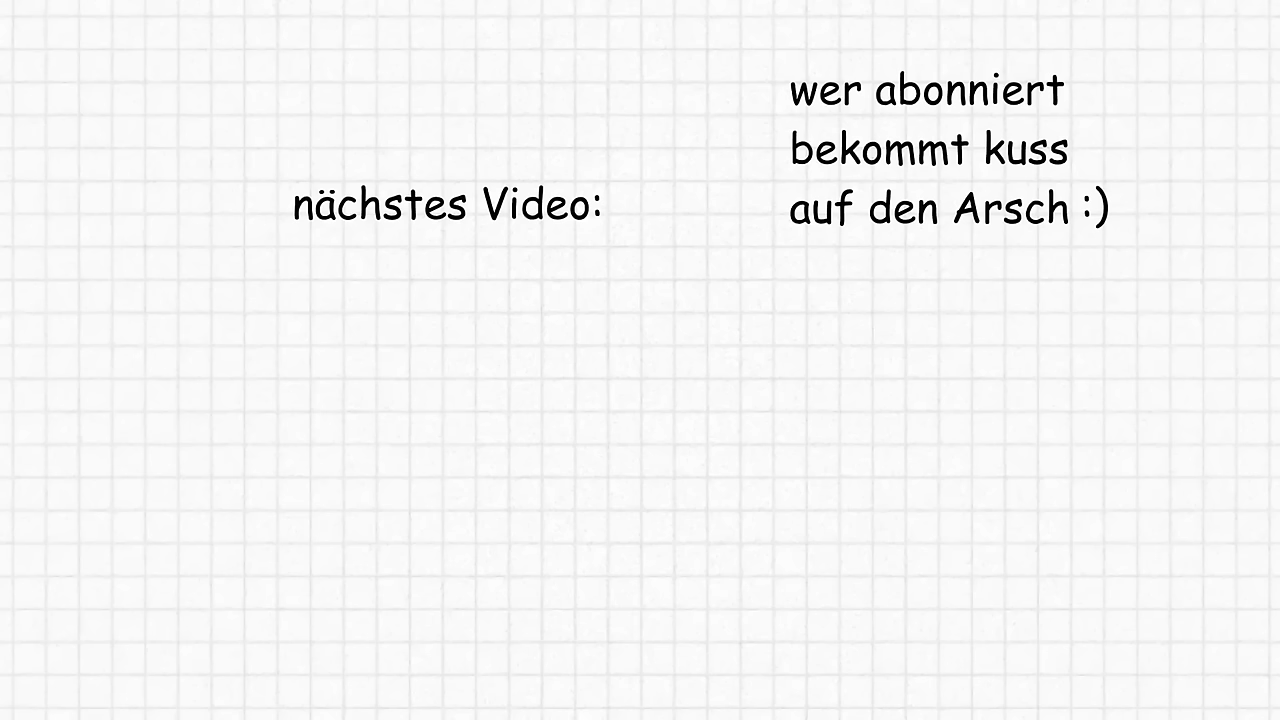 nächstes Video:
wer abonniert
bekommt kuss
auf den Arsch :)